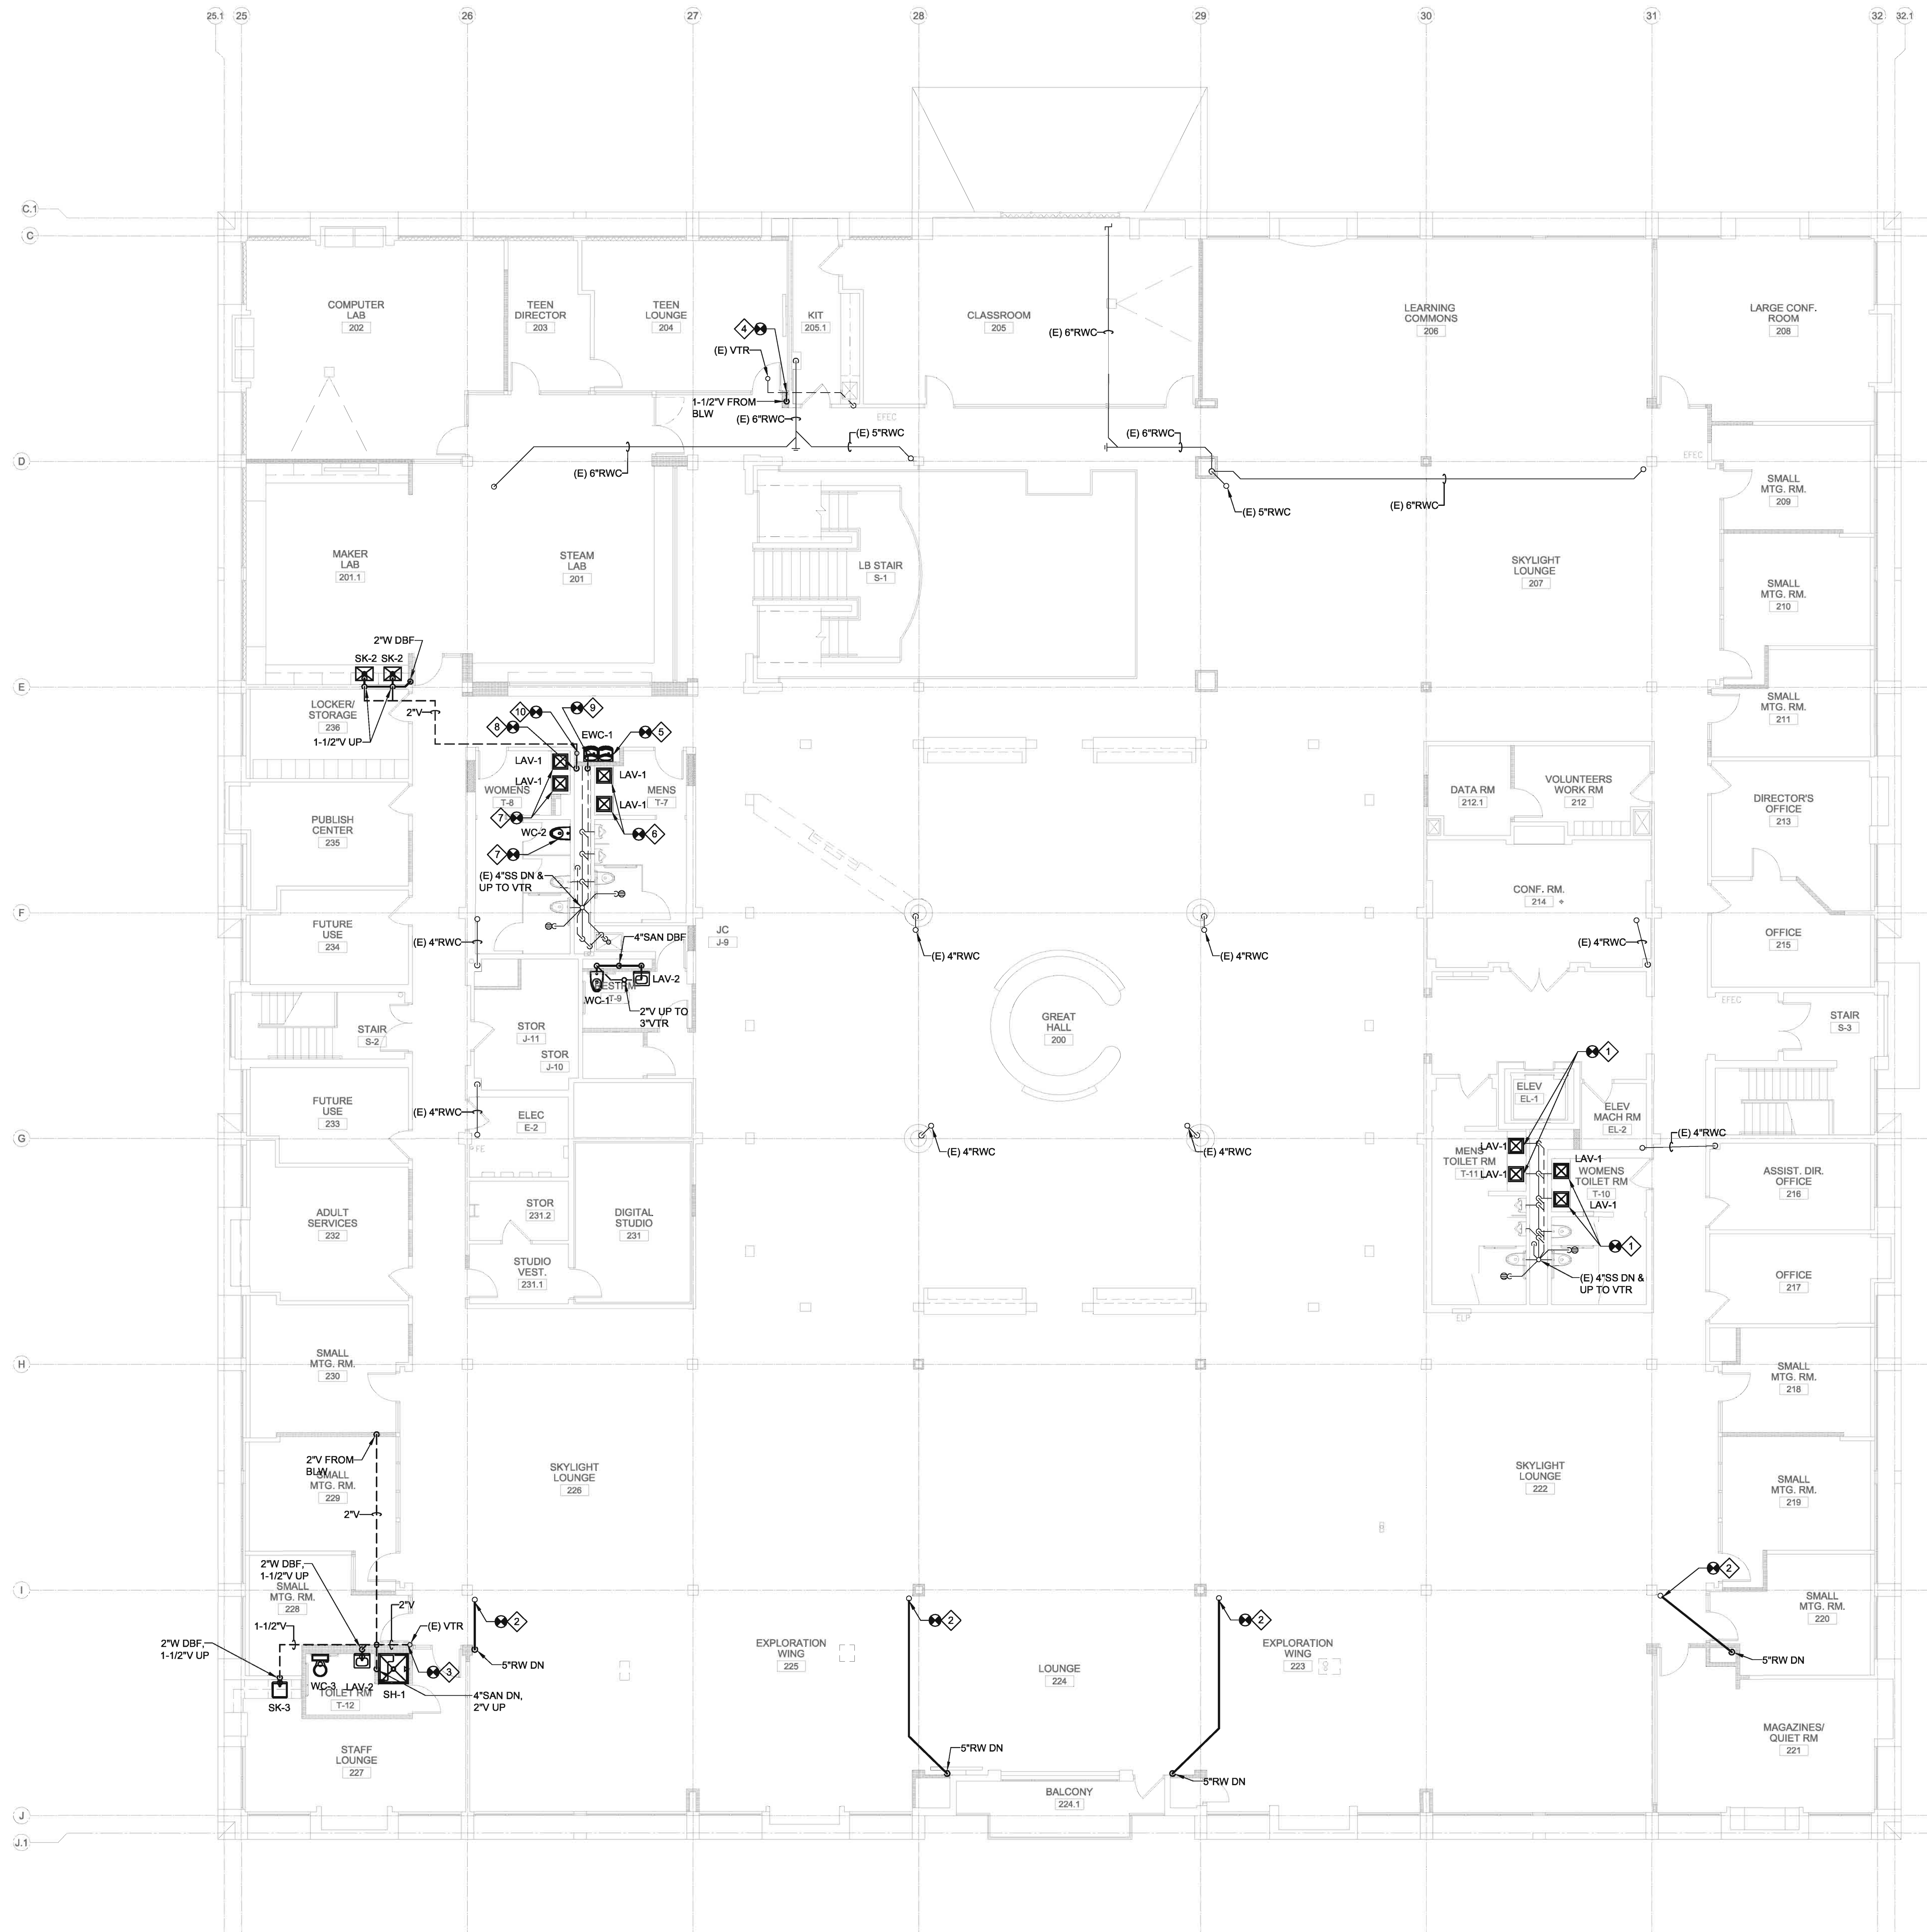 25.1 25 26 27 28 29 30 31 32 32.1
C.1
C
COMPUTER
LAB
202
TEEN
DIRECTOR
203
TEEN
LOUNGE
204
KIT
205.1
CLASSROOM
205
LEARNING
COMMONS
206
LARGE CONF.
ROOM
208
4
(E) VTR
(E) 6"RWC
1-1/2"V FROM
BLW
(E) 6"RWC
EFEC
(E) 5"RWC
(E) 6"RWC
EFEC
D
(E) 6"RWC
(E) 5"RWC
(E) 6"RWC
SMALL
MTG. RM.
209
MAKER
LAB
201.1
STEAM
LAB
201
LB STAIR
S-1
SKYLIGHT
LOUNGE
207
SMALL
MTG. RM.
210
2"W DBF
SK-2 SK-2
E
LOCKER/
STORAGE
236
2"V
1-1/2"V UP
SMALL
MTG. RM.
211
10
9
8
EWC-1
5
LAV-1
LAV-1
LAV-1
LAV-1
WOMENS
T-8
MENS
T-7
7
6
WC-2
7
(E) 4"SS DN &
UP TO VTR
PUBLISH
CENTER
235
DATA RM
212.1
VOLUNTEERS
WORK RM
212
DIRECTOR'S
OFFICE
213
CONF. RM.
214
F
FUTURE
USE
234
(E) 4"RWC
JC
J-9
4"SAN DBF
LAV-2
WC-1
T-9
2"V UP TO
3"VTR
(E) 4"RWC
(E) 4"RWC
(E) 4"RWC
OFFICE
215
STAIR
S-2
STOR
J-11
STOR
J-10
GREAT
HALL
200
EFEC
STAIR
S-3
1
FUTURE
USE
233
(E) 4"RWC
ELEC
E-2
ELEV
EL-1
ELEV
MACH RM
EL-2
G
FE
(E) 4"RWC
(E) 4"RWC
(E) 4"RWC
LAV-1
LAV-1
MENS
TOILET RM
T-11
LAV-1
WOMENS
TOILET RM
T-10
LAV-1
1
(E) 4"SS DN &
UP TO VTR
ELP
ASSIST. DIR.
OFFICE
216
ADULT
SERVICES
232
STOR
231.2
DIGITAL
STUDIO
231
STUDIO
VEST.
231.1
OFFICE
217
H
SMALL
MTG. RM.
230
SMALL
MTG. RM.
218
2"V FROM
BLW
SMALL
MTG. RM.
229
2"V
SKYLIGHT
LOUNGE
226
SKYLIGHT
LOUNGE
222
SMALL
MTG. RM.
219
I
2"W DBF,
1-1/2"V UP
SMALL
MTG. RM.
228
1-1/2"V
2"V
(E) VTR
2"W DBF,
1-1/2"V UP
3
WC-3
LAV-2
SH-1
SK-3
TOILET RM
T-12
4"SAN DN,
2"V UP
2
5"RW DN
2
2
2
5"RW DN
SMALL
MTG. RM.
220
EXPLORATION
WING
225
LOUNGE
224
EXPLORATION
WING
223
STAFF
LOUNGE
227
5"RW DN
5"RW DN
MAGAZINES/
QUIET RM
221
BALCONY
224.1
J
J.1